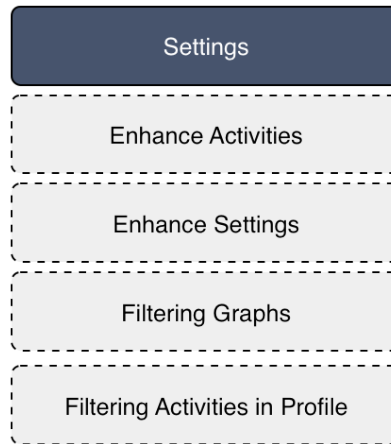 Settings
Enhance Activities
Enhance Settings
Filtering Graphs
Filtering Activities in Profile